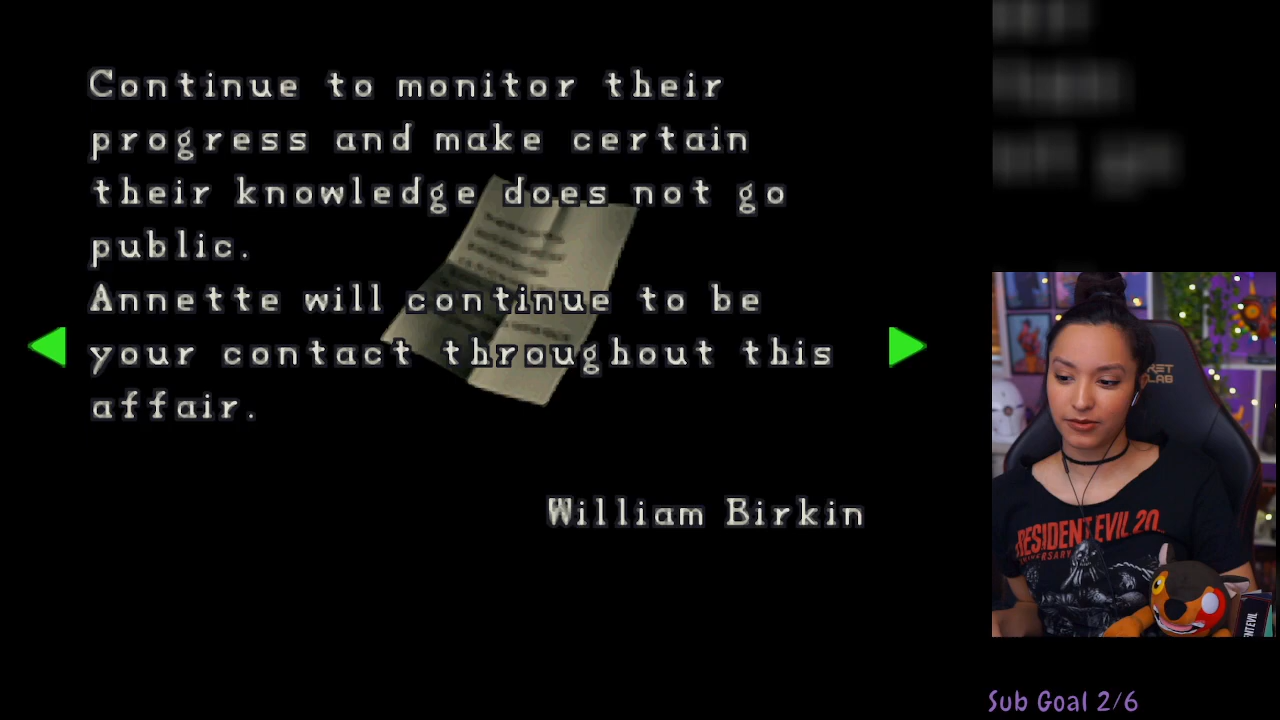 Continue to monitor their
progress and make certain
their knowledge does not go
public.
Annette will continue to be
your contact throughout this
affair.
William Birkin
RESIDENT EVIL 20
ANNIVERSARY
Sub Goal 2/6